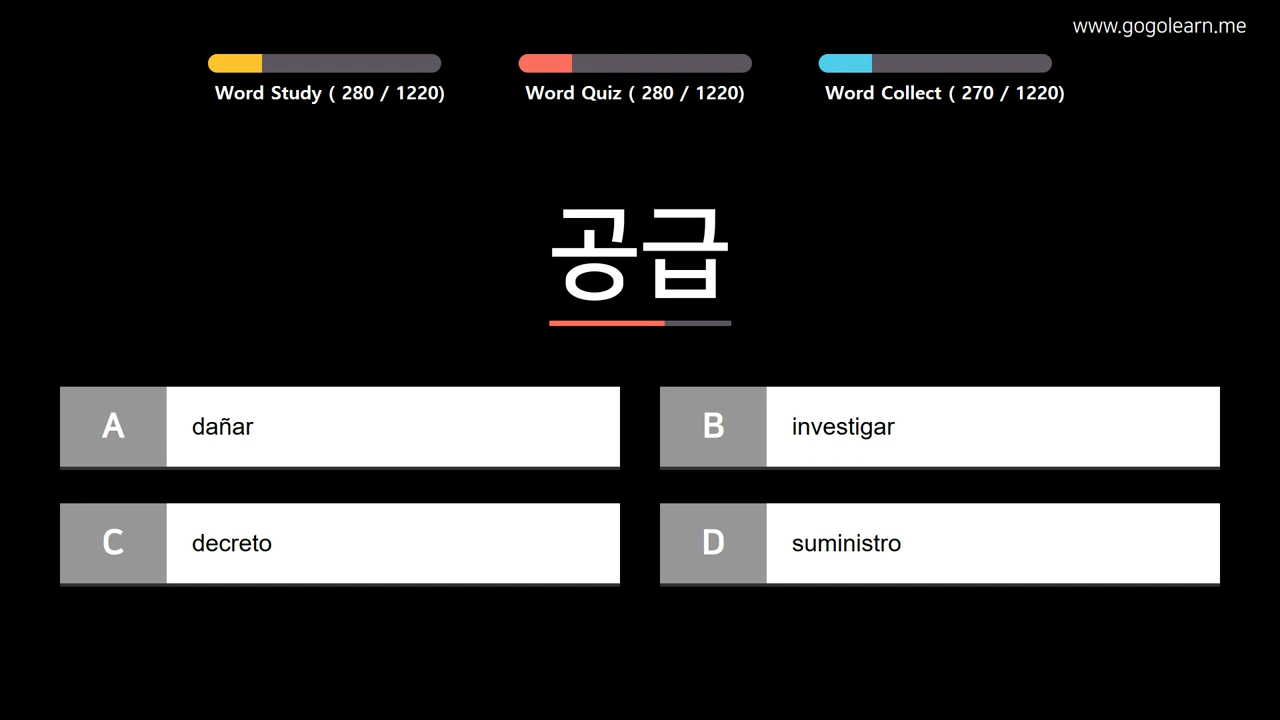 www.gogolearn.me
Word Study ( 280 / 1220)
Word Quiz ( 280 / 1220)
Word Collect ( 270 / 1220)
공급
A dañar
B investigar
C decreto
D suministro